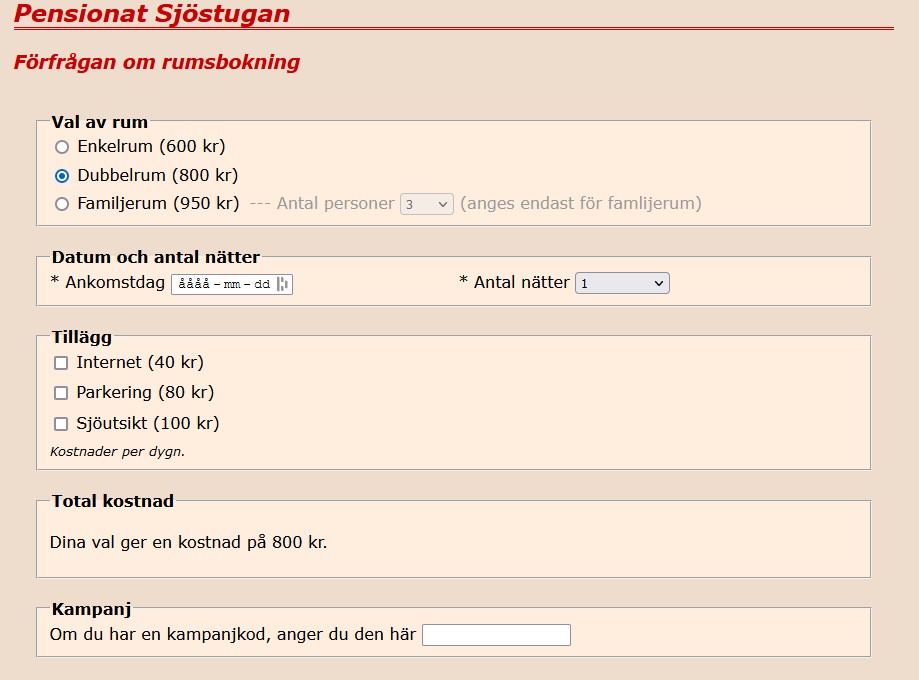 Pensionat Sjöstugan
Förfrågan om rumsbokning
Val av rum
Enkelrum (600 kr)
Dubbelrum (800 kr)
Familjerum (950 kr) --- Antal personer 3 (anges endast för famlijerum)
Datum och antal nätter
* Ankomstdag åååå-mm-dd * Antal nätter 1
Tillägg
Internet (40 kr)
Parkering (80 kr)
Sjöutsikt (100 kr)
Kostnader per dygn.
Total kostnad
Dina val ger en kostnad på 800 kr.
Kampanj
Om du har en kampanjkod, anger du den här